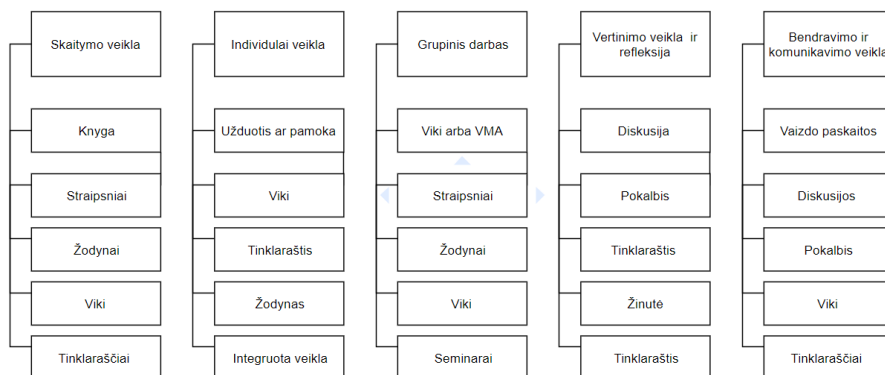 Skaitymo veikla
Knyga
Straipsniai
Žodynai
Viki
Tinklaraščiai
Individulai veikla
Užduotis ar pamoka
Viki
Tinklaraštis
Žodynas
Integruota veikla
Grupinis darbas
Viki arba VMA
Straipsniai
Žodynai
Viki
Seminarai
Vertinimo veikla ir
refleksija
Diskusija
Pokalbis
Tinklaraštis
Žinutė
Tinklaraštis
Bendravimo ir
komunikavimo veikla
Vaizdo paskaitos
Diskusijos
Pokalbis
Viki
Tinklaraščiai